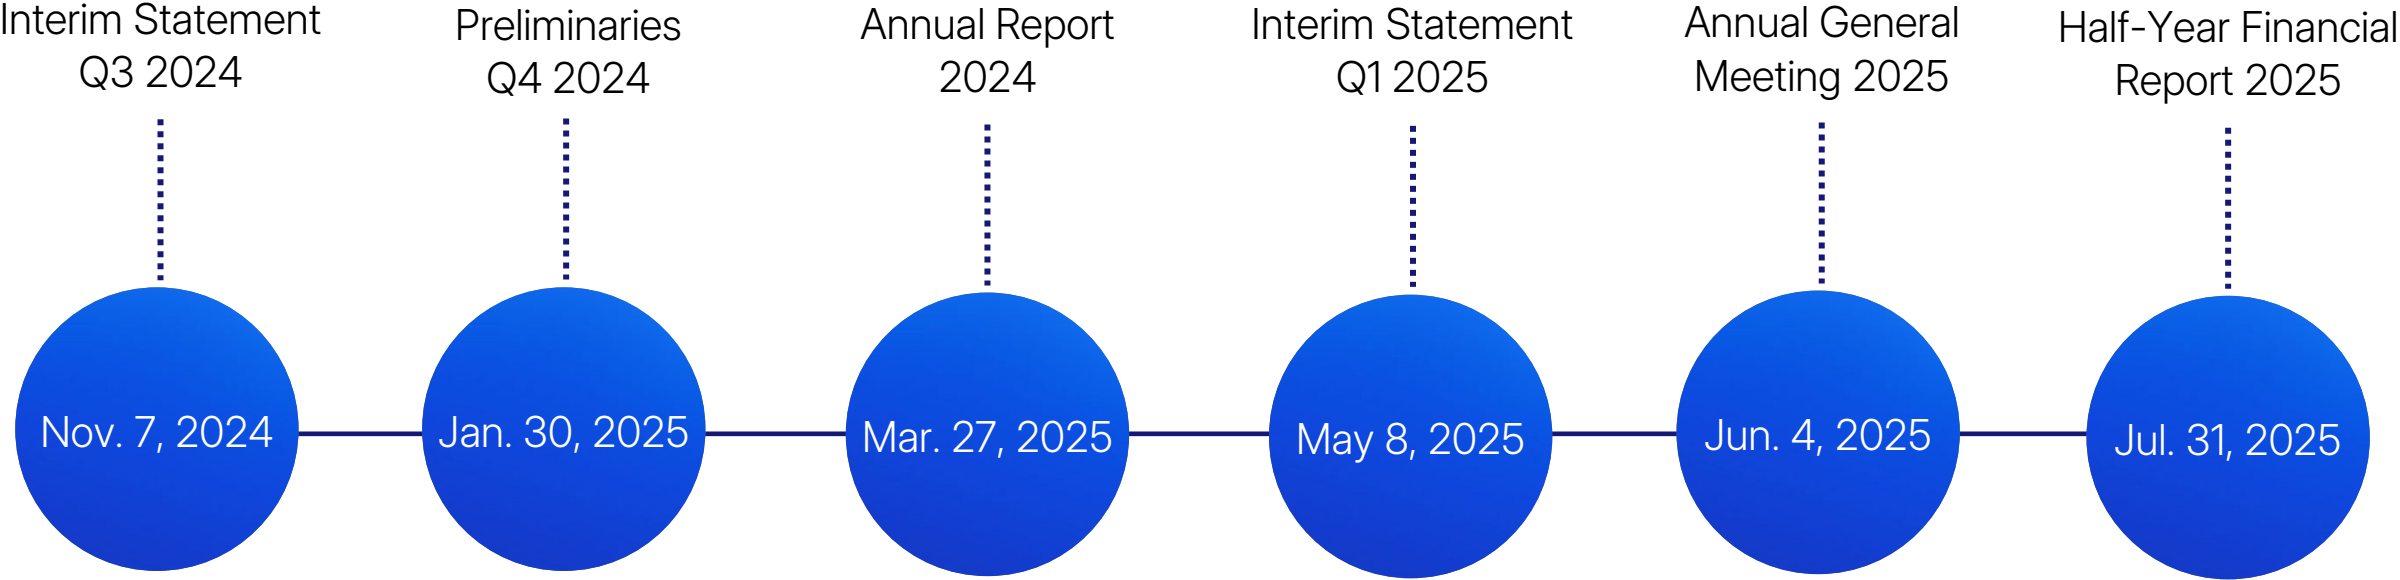 Interim Statement
Q3 2024
Preliminaries
Q4 2024
Annual Report
2024
Interim Statement
Q1 2025
Annual General
Meeting 2025
Half-Year Financial
Report 2025
Nov. 7, 2024
Jan. 30, 2025
Mar. 27, 2025
May 8, 2025
Jun. 4, 2025
Jul. 31, 2025